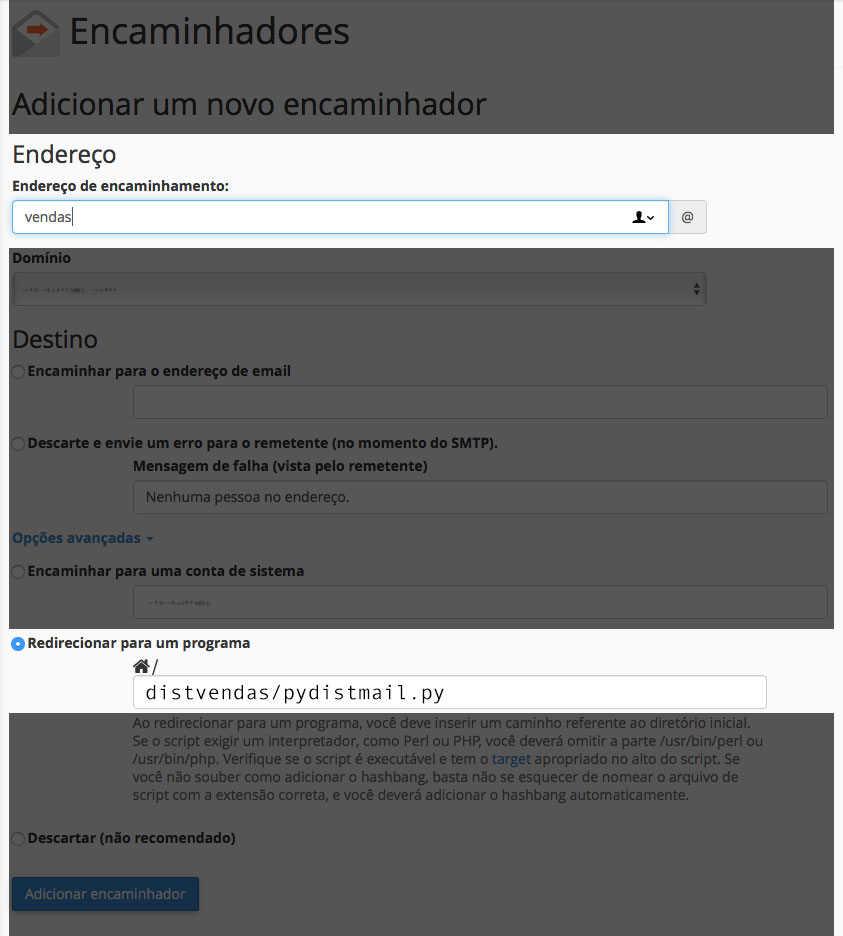 Encaminhadores
Adicionar um novo encaminhador
Endereço
Endereço de encaminhamento:
vendas
@
Domínio
Destino
Encaminhar para o endereço de email
Descarte e envie um erro para o remetente (no momento do SMTP).
Mensagem de falha (vista pelo remetente)
Nenhuma pessoa no endereço.
Opções avançadas
Encaminhar para uma conta de sistema
Redirecionar para um programa
/
distvendas/pydistmail.py
Ao redirecionar para um programa, você deve inserir um caminho referente ao diretório inicial.
Se o script exigir um interpretador, como Perl ou PHP, você deverá omitir a parte /usr/bin/perl ou
/usr/bin/php. Verifique se o script é executável e tem o target apropriado no alto do script. Se
você não souber como adicionar o hashbang, basta não se esquecer de nomear o arquivo de
script com a extensão correta, e você deverá adicionar o hashbang automaticamente.
Descartar (não recomendado)
Adicionar encaminhador